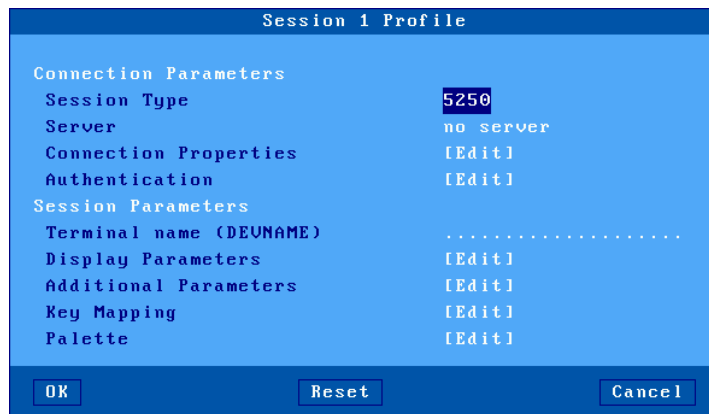 Session 1 Profile
Connection Parameters
Session Type 5250
Server no server
Connection Properties [Edit]
Authentication [Edit]
Session Parameters
Terminal name (DEVNAME) ....................
Display Parameters [Edit]
Additional Parameters [Edit]
Key Mapping [Edit]
Palette [Edit]
OK Reset Cancel